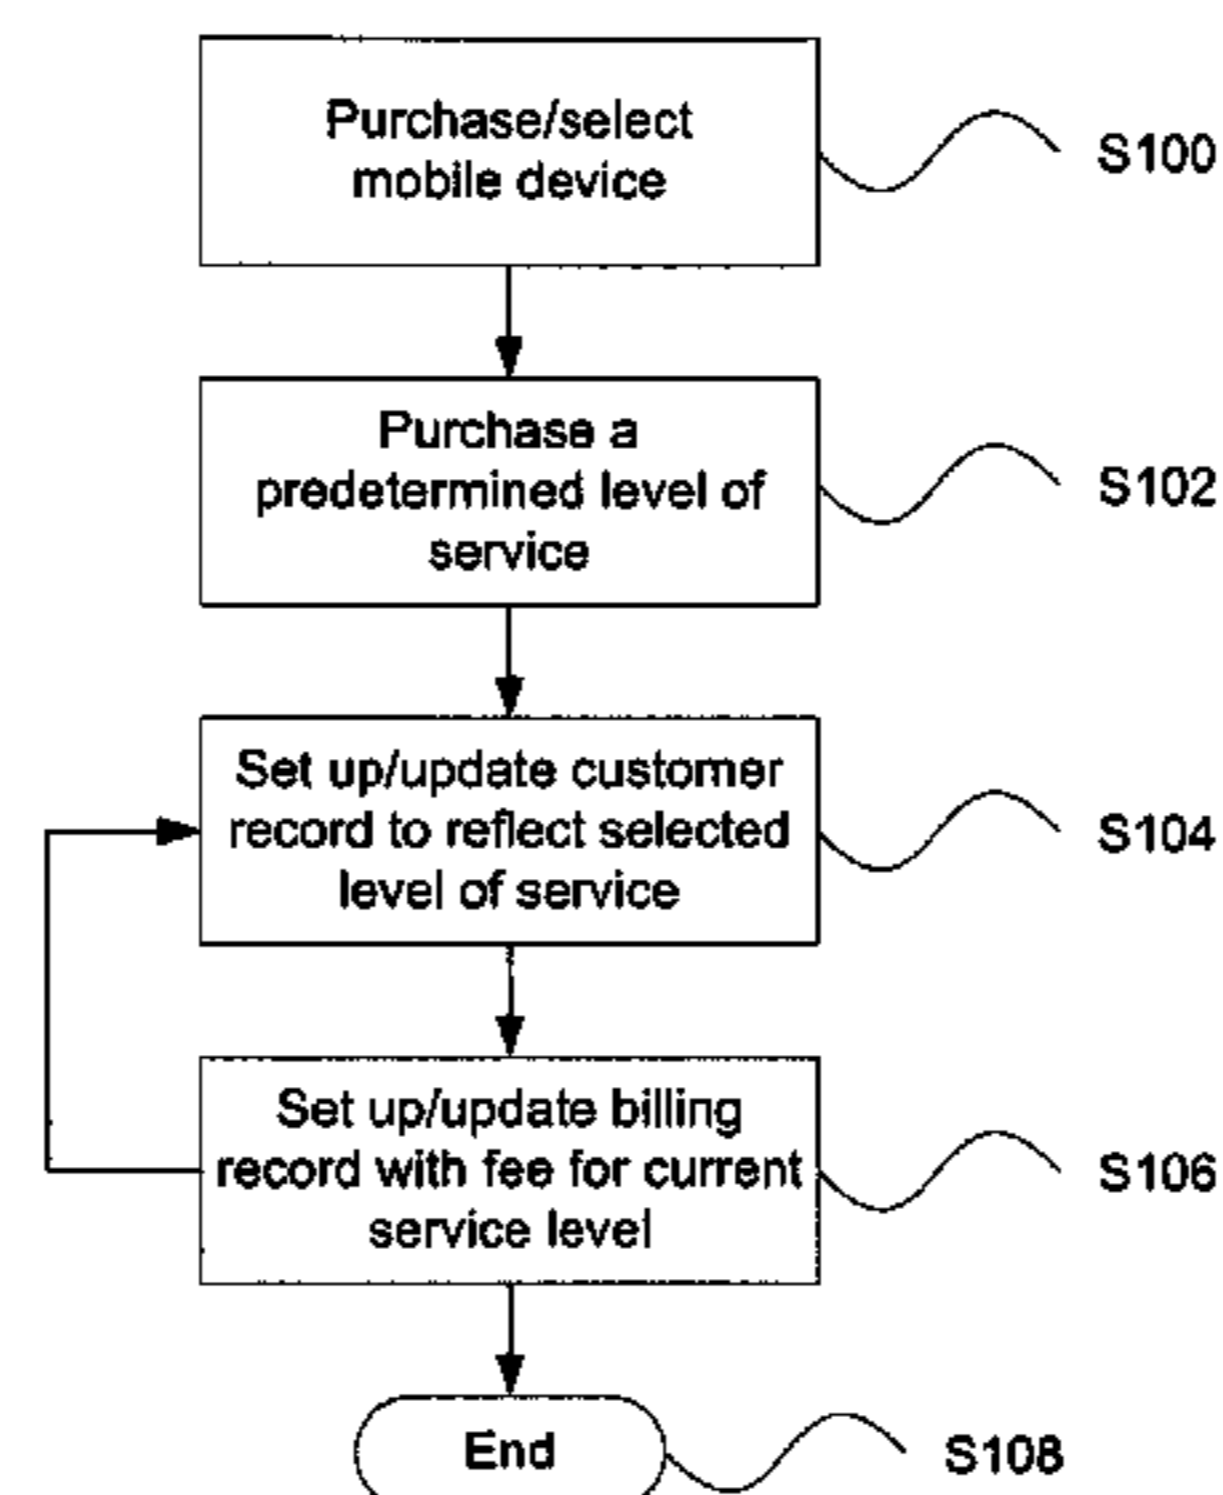 Purchase/select
mobile device
S100
Purchase a
predetermined level of
service
S102
Set up/update customer
record to reflect selected
level of service
S104
Set up/update billing
record with fee for current
service level
S106
End
S108